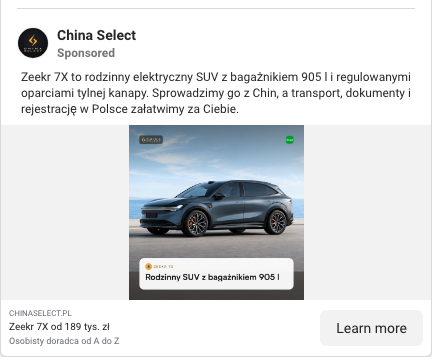 China Select
Sponsored
Zeekr 7X to rodzinny elektryczny SUV z bagażnikiem 905 l i regulowanymi
oparciami tylnej kanapy. Sprowadzimy go z Chin, a transport, dokumenty i
rejestrację w Polsce załatwimy za Ciebie.
ZEEKR 7X
Rodzinny SUV z bagażnikiem 905 l
CHINASELECT.PL
Zeekr 7X od 189 tys. zł
Osobisty doradca od A do Z
Learn more